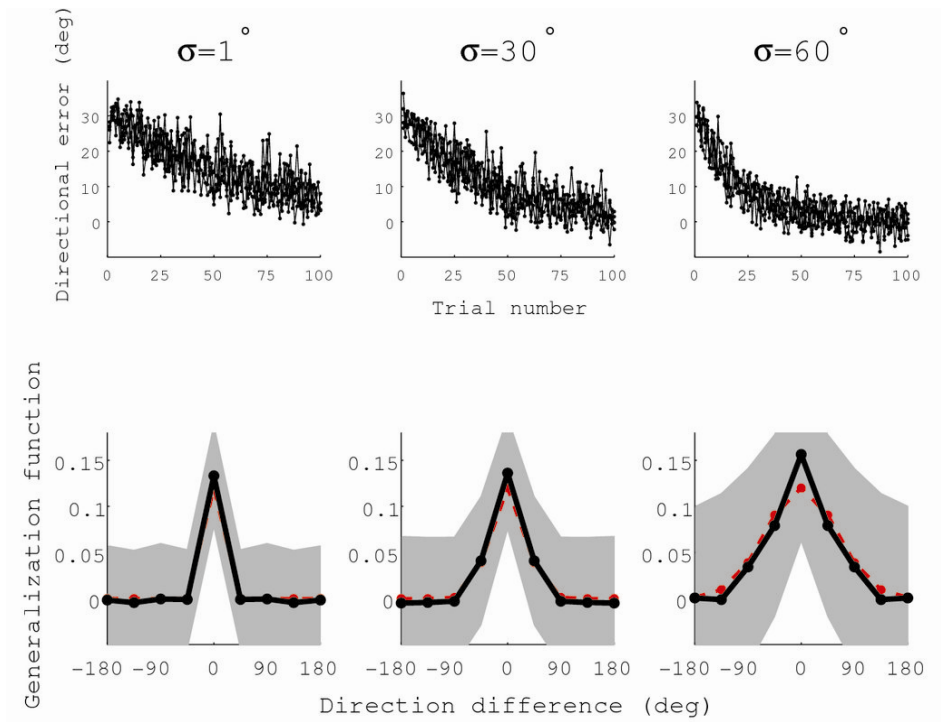 σ=1° σ=30° σ=60°
Directional error (deg)
30 30 30
20 20 20
10 10 10
0 0 0
0 25 50 75 100 0 25 50 75 100 0 25 50 75 100
Trial number
Generalization function
0.15 0.15 0.15
0.1 0.1 0.1
0.05 0.05 0.05
0 0 0
-180 -90 0 90 180 -180 -90 0 90 180 -180 -90 0 90 180
Direction difference (deg)